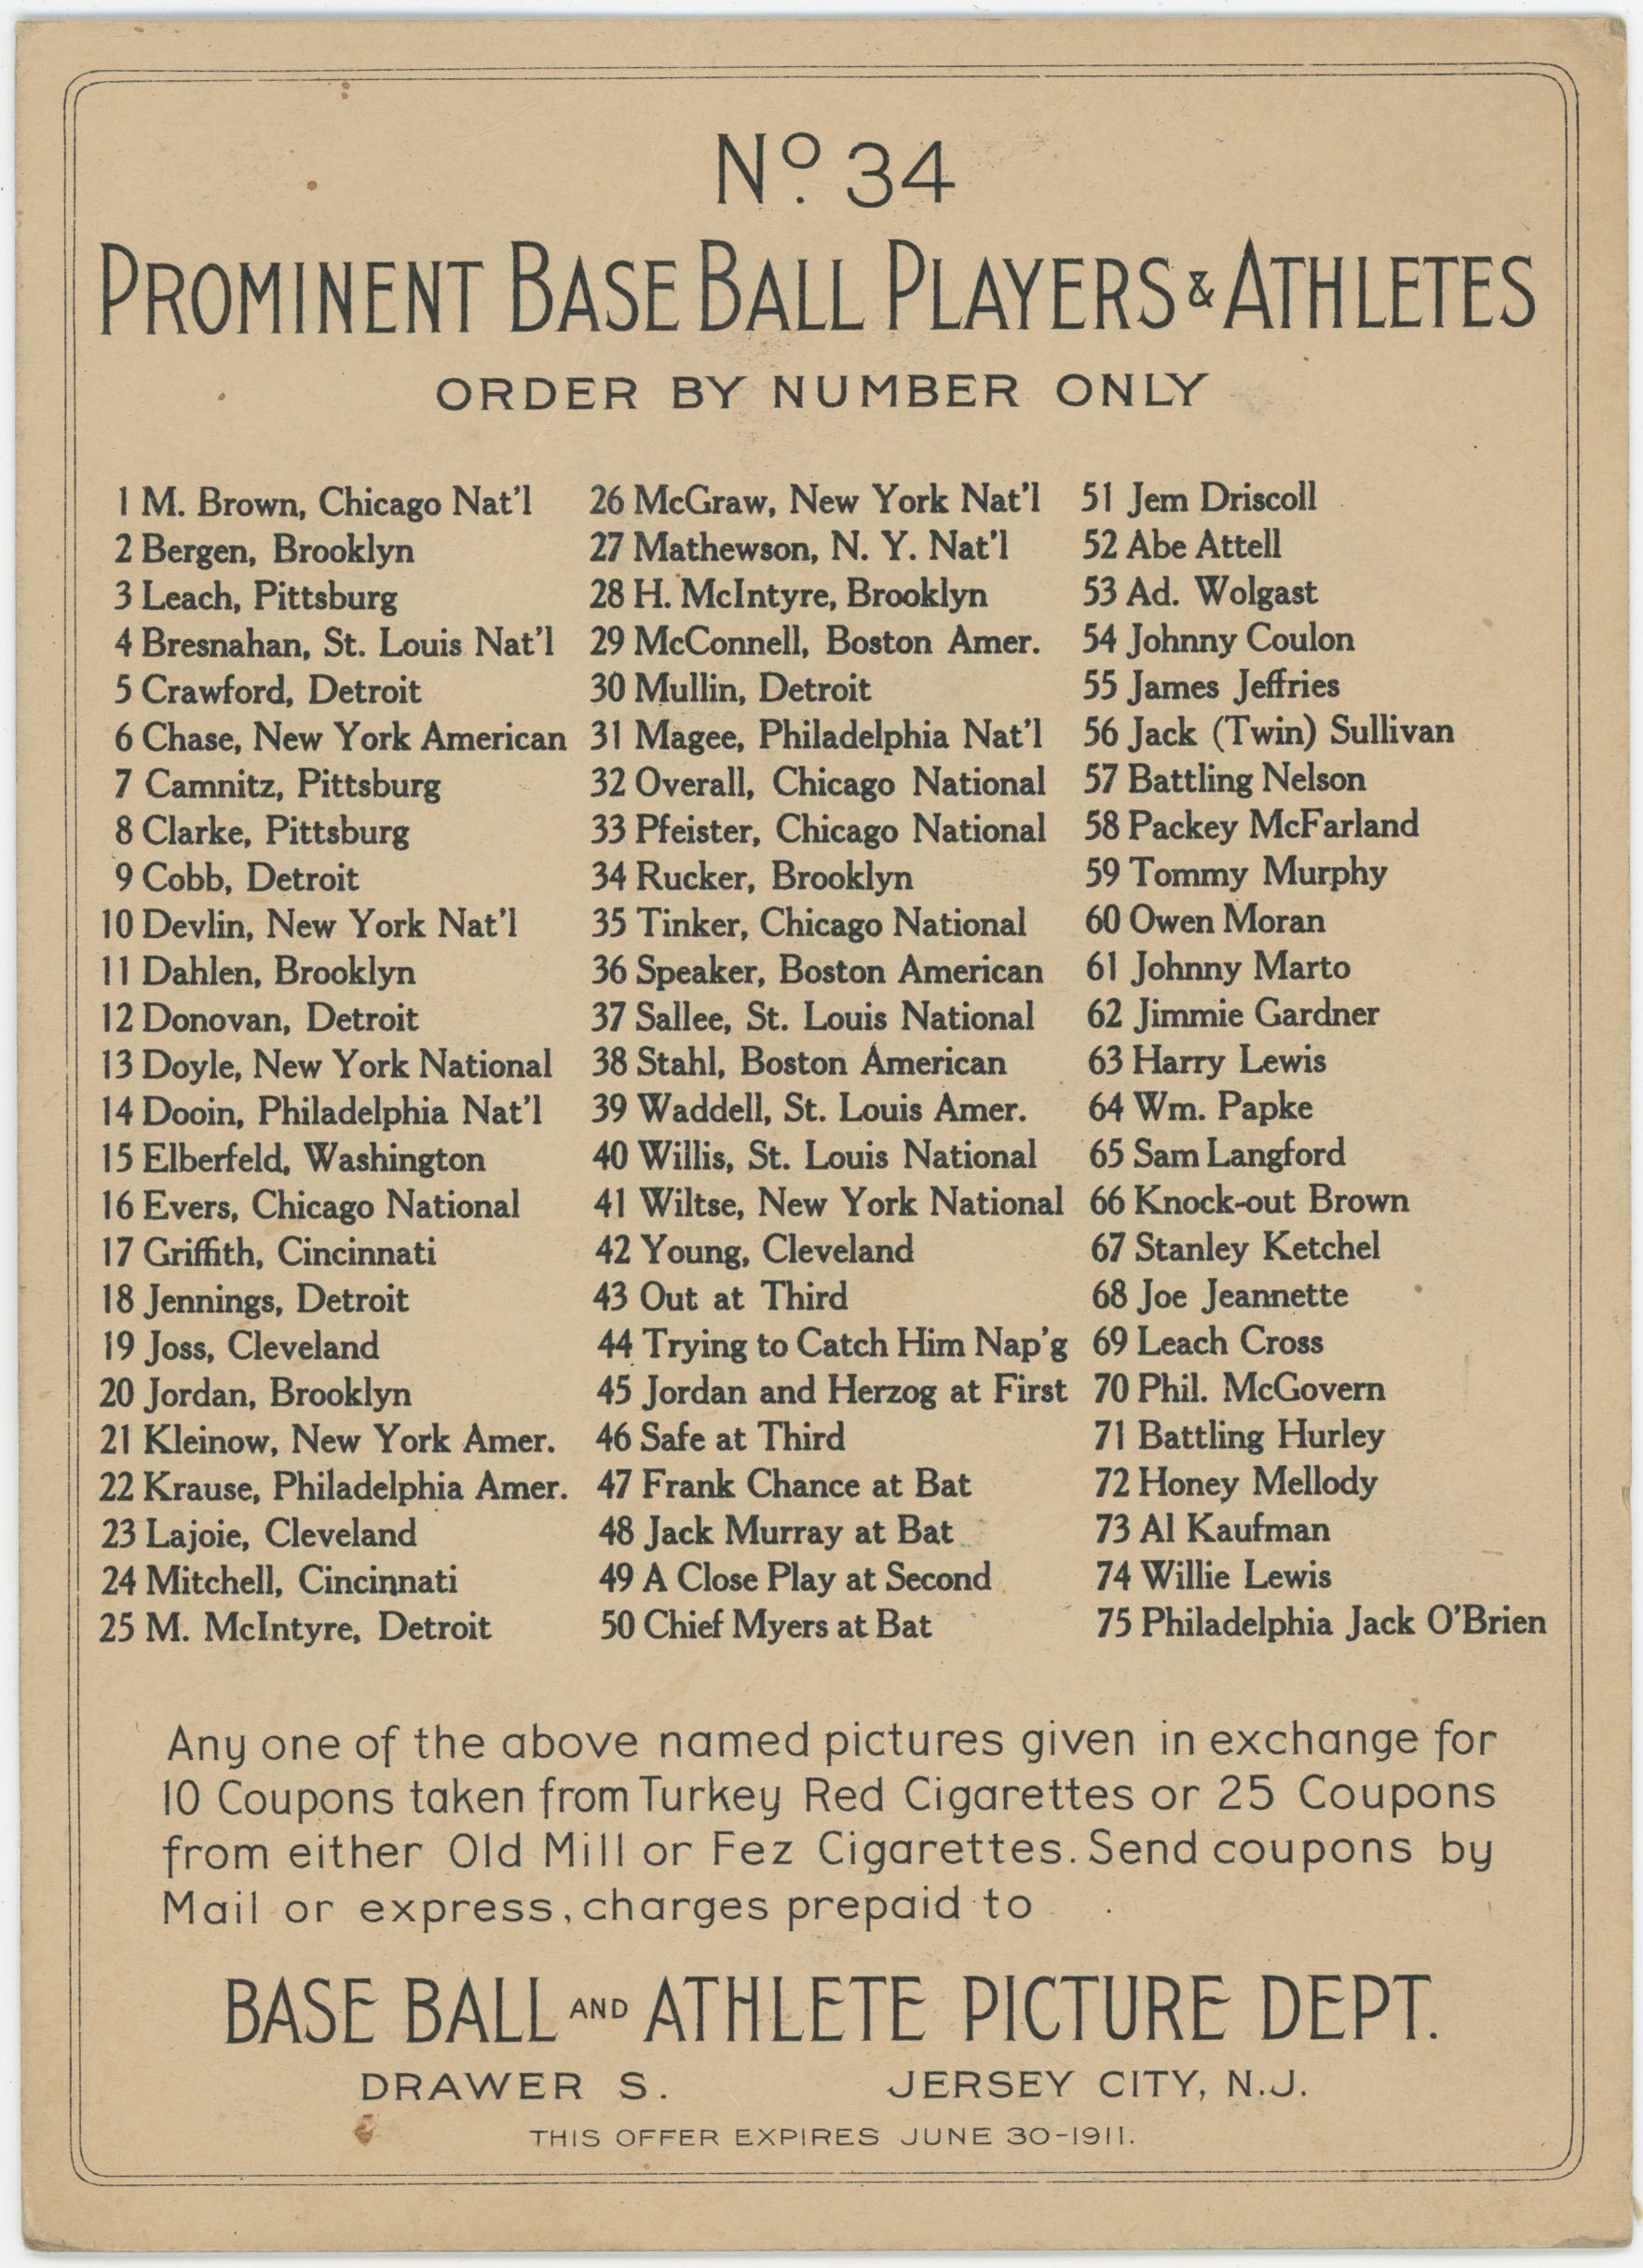 Nº 34
PROMINENT BASE BALL PLAYERS & ATHLETES
ORDER BY NUMBER ONLY
1 M. Brown, Chicago Nat'l
2 Bergen, Brooklyn
3 Leach, Pittsburg
4 Bresnahan, St. Louis Nat'l
5 Crawford, Detroit
6 Chase, New York American
7 Camnitz, Pittsburg
8 Clarke, Pittsburg
9 Cobb, Detroit
10 Devlin, New York Nat'l
11 Dahlen, Brooklyn
12 Donovan, Detroit
13 Doyle, New York National
14 Dooin, Philadelphia Nat'l
15 Elberfeld, Washington
16 Evers, Chicago National
17 Griffith, Cincinnati
18 Jennings, Detroit
19 Joss, Cleveland
20 Jordan, Brooklyn
21 Kleinow, New York Amer.
22 Krause, Philadelphia Amer.
23 Lajoie, Cleveland
24 Mitchell, Cincinnati
25 M. McIntyre, Detroit
26 McGraw, New York Nat'l
27 Mathewson, N. Y. Nat'l
28 H. McIntyre, Brooklyn
29 McConnell, Boston Amer.
30 Mullin, Detroit
31 Magee, Philadelphia Nat'l
32 Overall, Chicago National
33 Pfeister, Chicago National
34 Rucker, Brooklyn
35 Tinker, Chicago National
36 Speaker, Boston American
37 Sallee, St. Louis National
38 Stahl, Boston American
39 Waddell, St. Louis Amer.
40 Willis, St. Louis National
41 Wiltse, New York National
42 Young, Cleveland
43 Out at Third
44 Trying to Catch Him Nap'g
45 Jordan and Herzog at First
46 Safe at Third
47 Frank Chance at Bat
48 Jack Murray at Bat
49 A Close Play at Second
50 Chief Myers at Bat
51 Jem Driscoll
52 Abe Attell
53 Ad. Wolgast
54 Johnny Coulon
55 James Jeffries
56 Jack (Twin) Sullivan
57 Battling Nelson
58 Packey McFarland
59 Tommy Murphy
60 Owen Moran
61 Johnny Marto
62 Jimmie Gardner
63 Harry Lewis
64 Wm. Papke
65 Sam Langford
66 Knock-out Brown
67 Stanley Ketchel
68 Joe Jeannette
69 Leach Cross
70 Phil. McGovern
71 Battling Hurley
72 Honey Mellody
73 Al Kaufman
74 Willie Lewis
75 Philadelphia Jack O'Brien
Any one of the above named pictures given in exchange for
10 Coupons taken from Turkey Red Cigarettes or 25 Coupons
from either Old Mill or Fez Cigarettes. Send coupons by
Mail or express, charges prepaid to
BASE BALL AND ATHLETE PICTURE DEPT.
DRAWER S. JERSEY CITY, N.J.
THIS OFFER EXPIRES JUNE 30-1911.